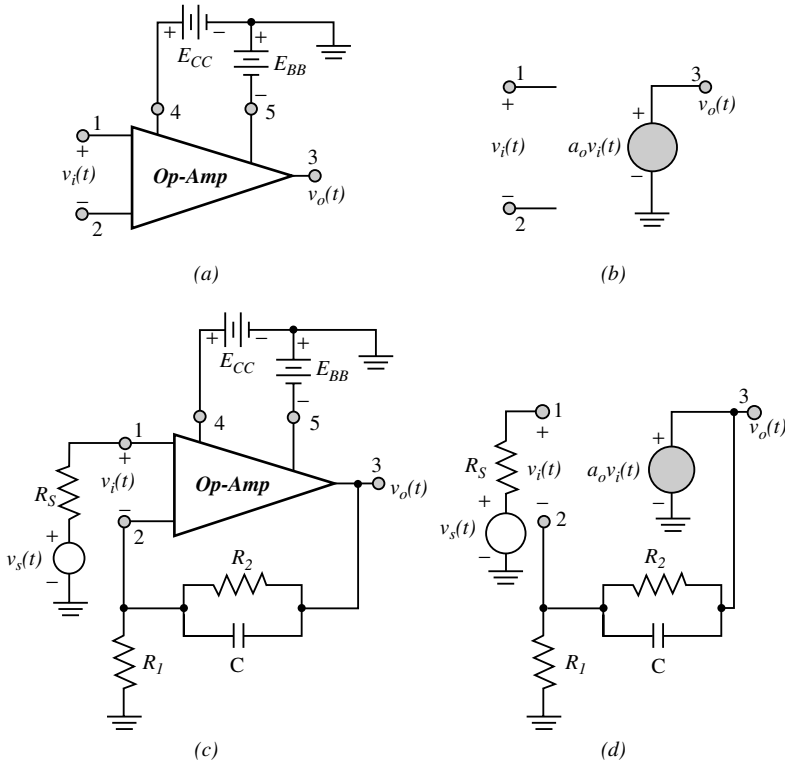 + − +
E_CC
E_BB
−
4 5
1
+
v_i(t)
−
2
Op-Amp
3
v_o(t)
(a)
1
+
v_i(t)
−
2
+
a_o v_i(t)
−
3
v_o(t)
(b)
+ − +
E_CC
E_BB
−
4 5
1
+
v_i(t)
−
2
Op-Amp
3
v_o(t)
R_S
+
v_s(t)
−
R_2
C
R_1
(c)
1
+
v_i(t)
−
2
R_S
+
v_s(t)
−
+
a_o v_i(t)
−
3
v_o(t)
R_2
C
R_1
(d)